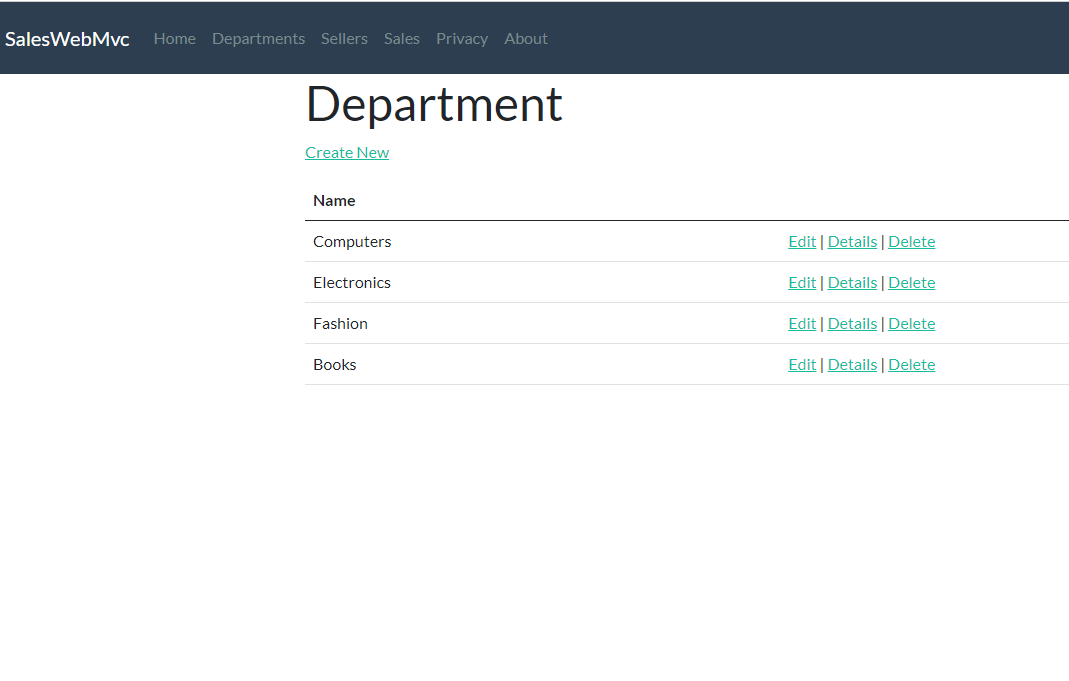 SalesWebMvc Home Departments Sellers Sales Privacy About
Department
Create New
Name
Computers Edit | Details | Delete
Electronics Edit | Details | Delete
Fashion Edit | Details | Delete
Books Edit | Details | Delete